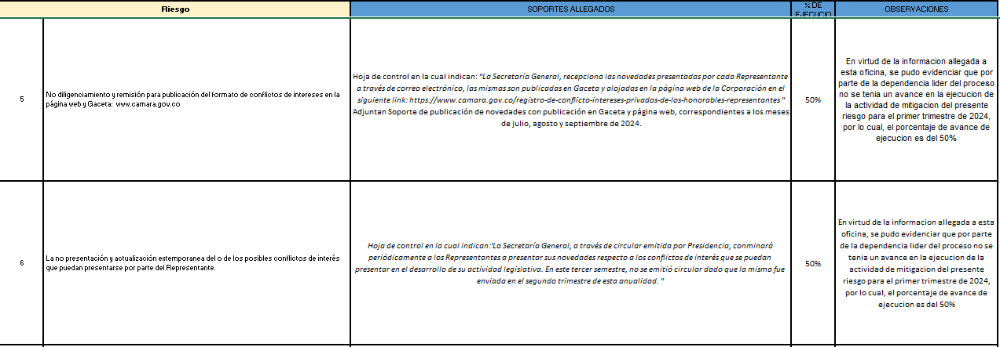 Riesgo
SOPORTES ALLEGADOS
% DE
EJECUCIO
OBSERVACIONES
5
No diligenciamiento y remisión para publicación del formato de conflictos de intereses en la
página web y Gaceta: www.camara.gov.co
Hoja de control en la cual indican: "La Secretaría General, recepciona las novedades presentadas por cada Representante
a través de correo electrónico, las mismas son publicadas en Gaceta y alojadas en la página web de la Corporación en el
siguiente link: https://www.camara.gov.co/registro-de-conflicto-intereses-privados-de-los-honorables-representantes "
Adjuntan Soporte de publicación de novedades con publicación en Gaceta y página web, correspondientes a los meses
de julio, agosto y septiembre de 2024.
50%
En virtud de la informacion allegada a
esta oficina, se pudo evidenciar que por
parte de la dependencia lider del proceso
no se tenia un avance en la ejecucion de
la actividad de mitigacion del presente
riesgo para el primer trimestre de 2024,
por lo cual, el porcentaje de avance de
ejecucion es del 50%
6
La no presentación y actualización extemporanea del o de los posibles conflictos de interés
que puedan presentarse por parte del Representante.
Hoja de control en la cual indican:"La Secretaría General, a través de circular emitida por Presidencia, conminará
periódicamente a los Representantes a presentar sus novedades respecto a los conflictos de interés que se puedan
presentar en el desarrollo de su actividad legislativa. En este tercer semestre, no se emitió circular dado que la misma fue
enviada en el segundo trimestre de esta anualidad. "
50%
En virtud de la informacion allegada a esta
oficina, se pudo evidenciar que por parte
de la dependencia lider del proceso no se
tenia un avance en la ejecucion de la
actividad de mitigacion del presente
riesgo para el primer trimestre de 2024,
por lo cual, el porcentaje de avance de
ejecucion es del 50%